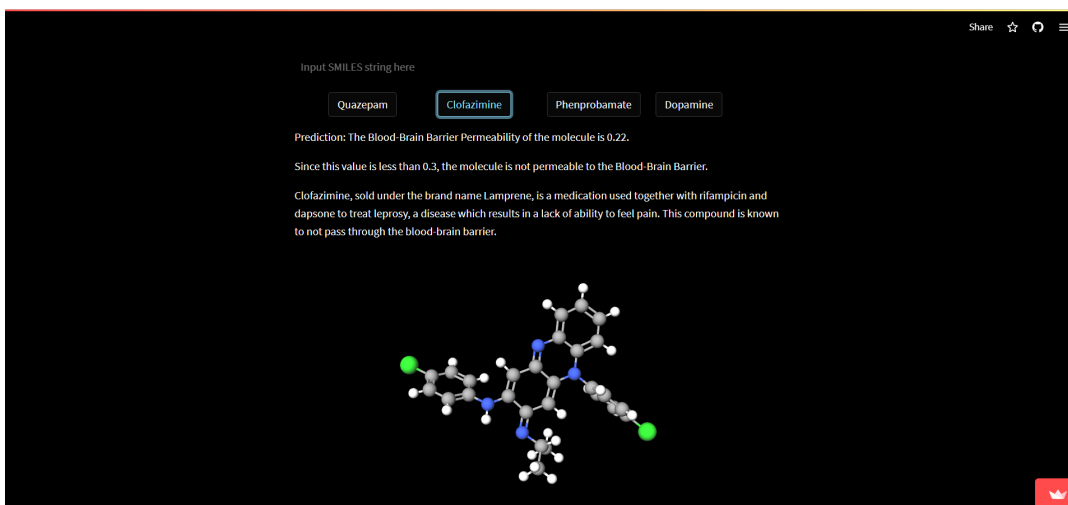 Share
Input SMILES string here
Quazepam Clofazimine Phenprobamate Dopamine
Prediction: The Blood-Brain Barrier Permeability of the molecule is 0.22.
Since this value is less than 0.3, the molecule is not permeable to the Blood-Brain Barrier.
Clofazimine, sold under the brand name Lamprene, is a medication used together with rifampicin and
dapsone to treat leprosy, a disease which results in a lack of ability to feel pain. This compound is known
to not pass through the blood-brain barrier.